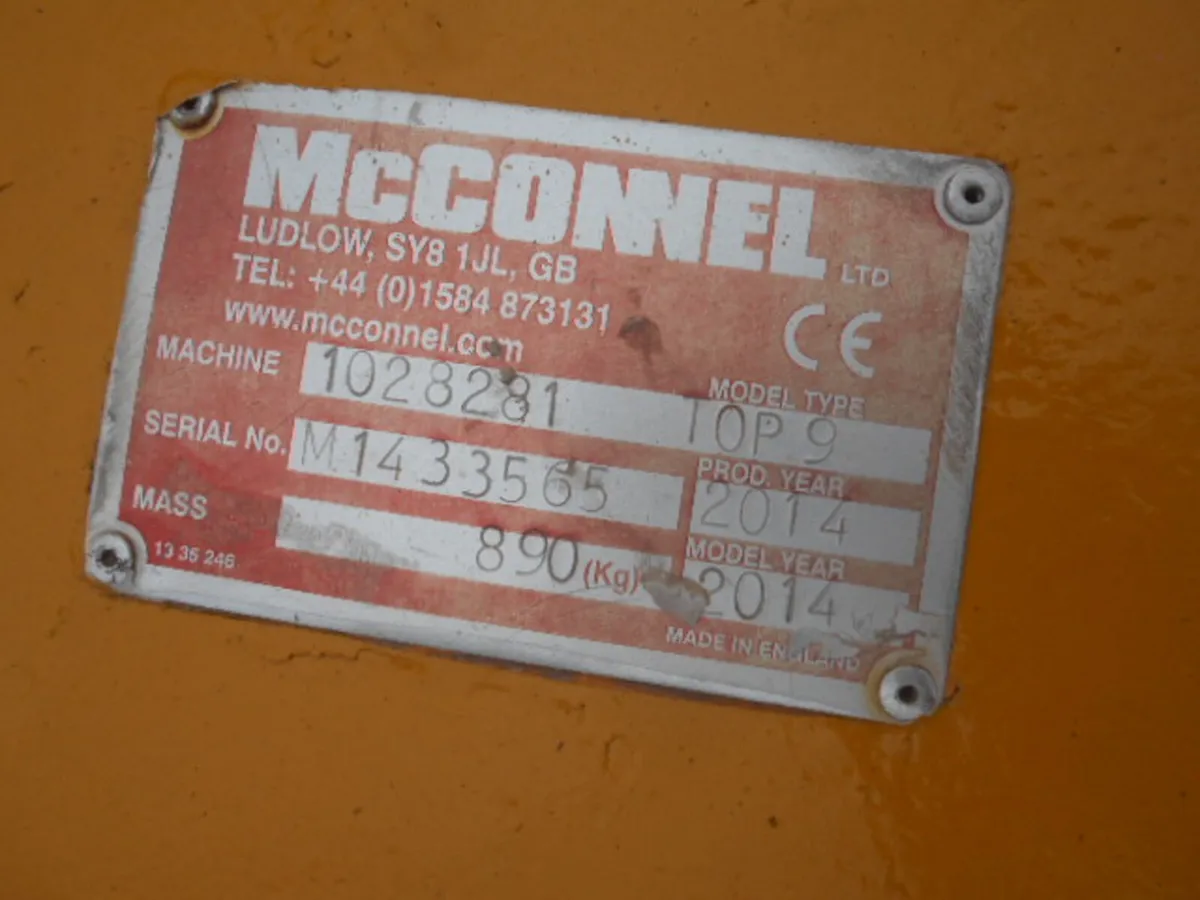 McCONNEL LTD
LUDLOW, SY8 1JL, GB
TEL: +44 (0)1584 873131
www.mcconnel.com
CE
MACHINE 1028281
MODEL TYPE
TOP 9
SERIAL No. M1433565
PROD. YEAR
2014
MASS 890 (Kg)
MODEL YEAR
2014
13 35 246
MADE IN ENGLAND